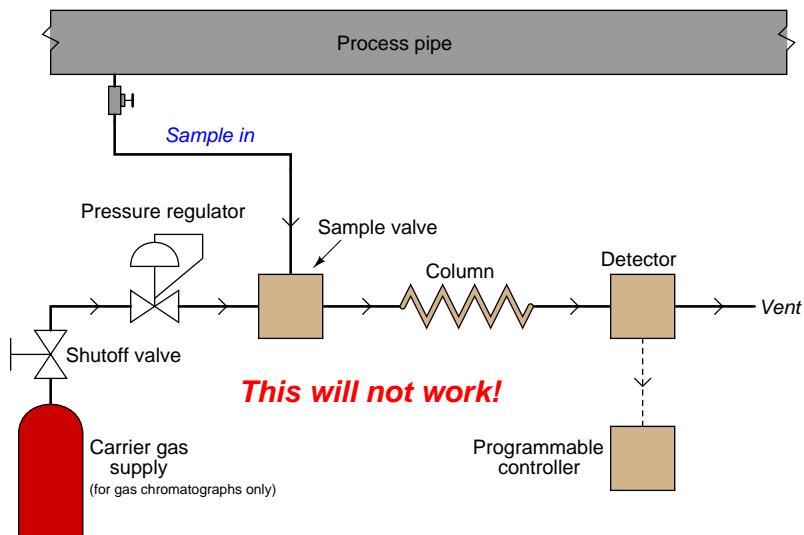 Process pipe
Sample in
Pressure regulator
Sample valve
Column
Detector
Vent
Shutoff valve
This will not work!
Carrier gas
supply
(for gas chromatographs only)
Programmable
controller